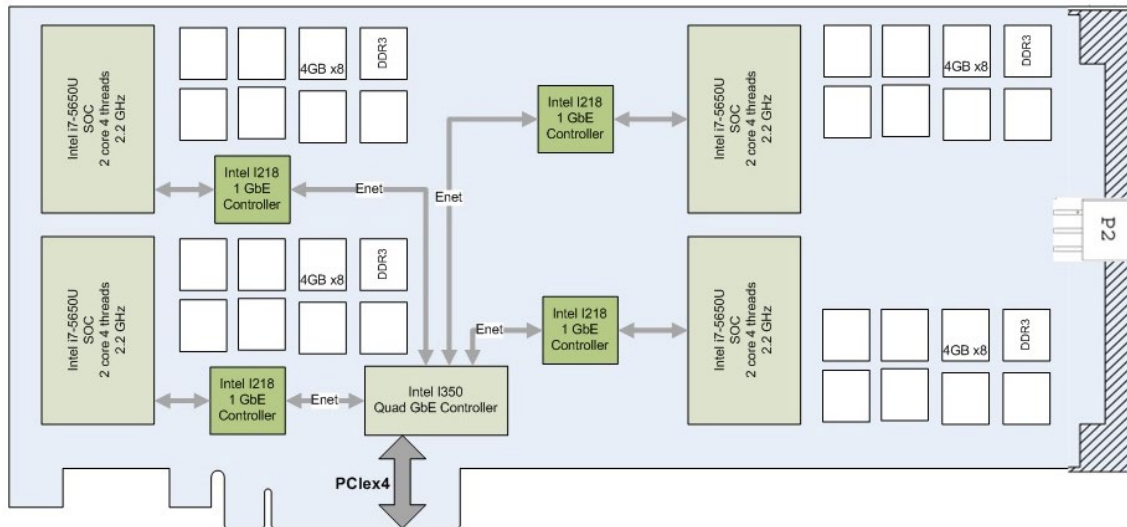 Intel i7-5650U
SOC
2 core 4 threads
2.2 GHz
4GB x8
DDR3
Intel I218
1 GbE
Controller
Enet
Intel I218
1 GbE
Controller
Enet
Intel i7-5650U
SOC
2 core 4 threads
2.2 GHz
4GB x8
DDR3
P2
Intel i7-5650U
SOC
2 core 4 threads
2.2 GHz
4GB x8
DDR3
Intel I218
1 GbE
Controller
Enet
Intel I350
Quad GbE Controller
Enet
Intel I218
1 GbE
Controller
Intel i7-5650U
SOC
2 core 4 threads
2.2 GHz
4GB x8
DDR3
PCIex4